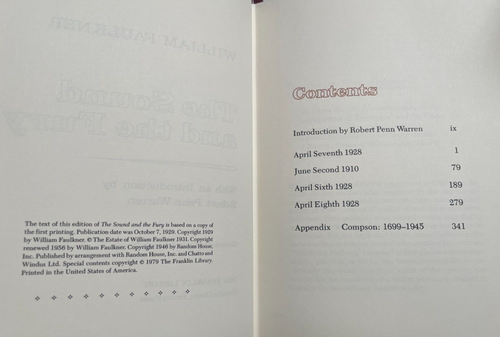 The text of this edition of The Sound and the Fury is based on a copy of
the first printing. Publication date was October 7, 1929. Copyright 1929
by William Faulkner. © The Estate of William Faulkner 1931. Copyright
renewed 1956 by William Faulkner. Copyright 1946 by Random House,
Inc. Published by arrangement with Random House, Inc. and Chatto and
Windus Ltd. Special contents copyright © 1979 The Franklin Library.
Printed in the United States of America.
Contents
Introduction by Robert Penn Warren ix
April Seventh 1928 1
June Second 1910 79
April Sixth 1928 189
April Eighth 1928 279
Appendix Compson: 1699–1945 341